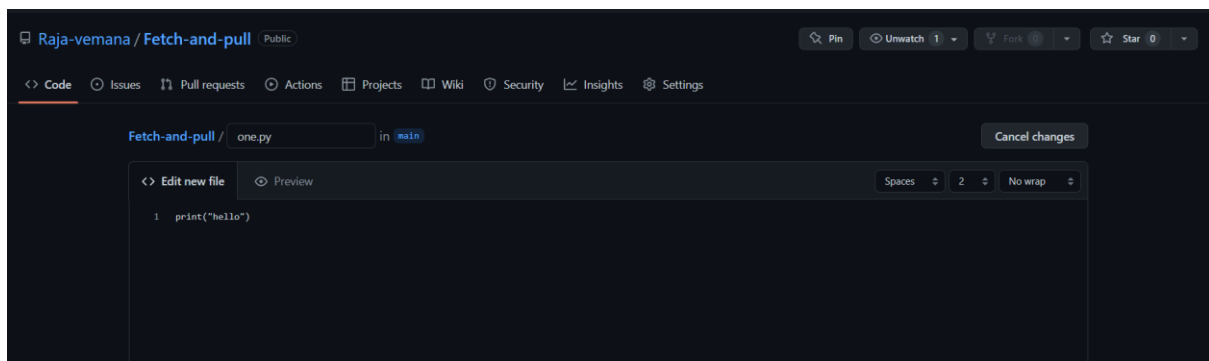 Raja-vemana / Fetch-and-pull Public Pin Unwatch 1 Fork 0 Star 0
<> Code Issues Pull requests Actions Projects Wiki Security Insights Settings
Fetch-and-pull / one.py in main Cancel changes
<> Edit new file Preview Spaces 2 No wrap
1 print("hello")